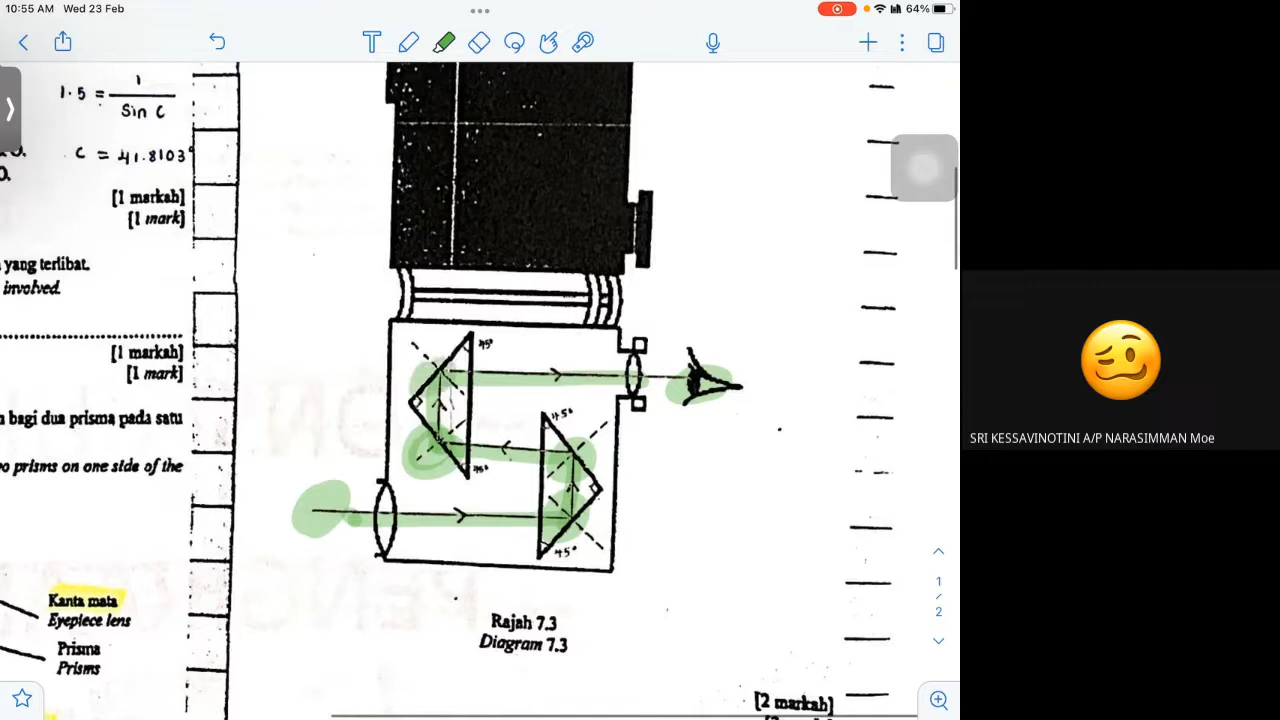 10:55 AM Wed 23 Feb
64%
1.5 = 1
Sin C
C = 41.8103°
[1 markah]
[1 mark]
yang terlibat.
involved.
[1 markah]
[1 mark]
bagi dua prisma pada satu
prisms on one side of the
Kanta mata
Eyepiece lens
Prisma
Prisms
45°
45°
45°
45°
Rajah 7.3
Diagram 7.3
[2 markah]
1
/
2
SRI KESSAVINOTINI A/P NARASIMMAN Moe